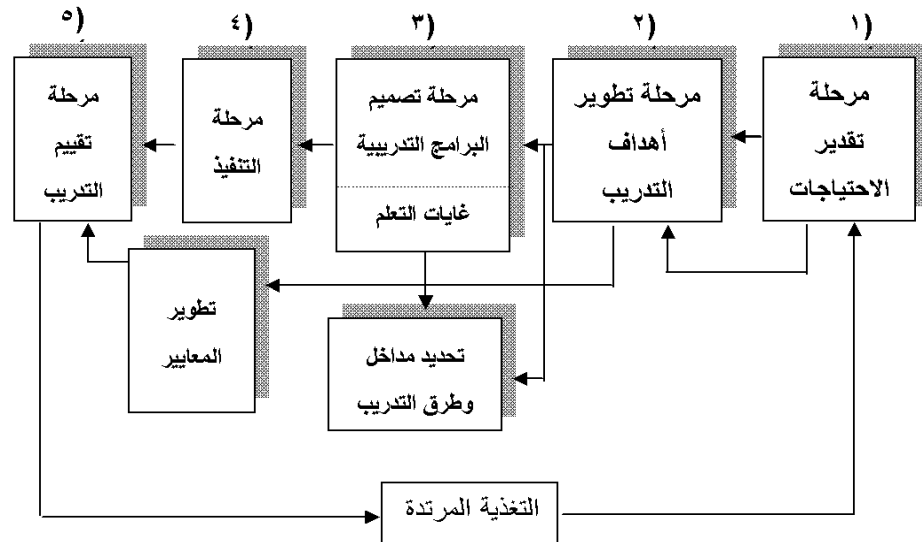 ١)
٢)
٣)
٤)
٥)
مرحلة
تقدير
الاحتياجات
مرحلة تطوير
أهداف
التدريب
مرحلة تصميم
البرامج التدريبية
غايات التعلم
مرحلة
التنفيذ
مرحلة
تقييم
التدريب
تحديد مداخل
وطرق التدريب
تطوير
المعايير
التغذية المرتدة